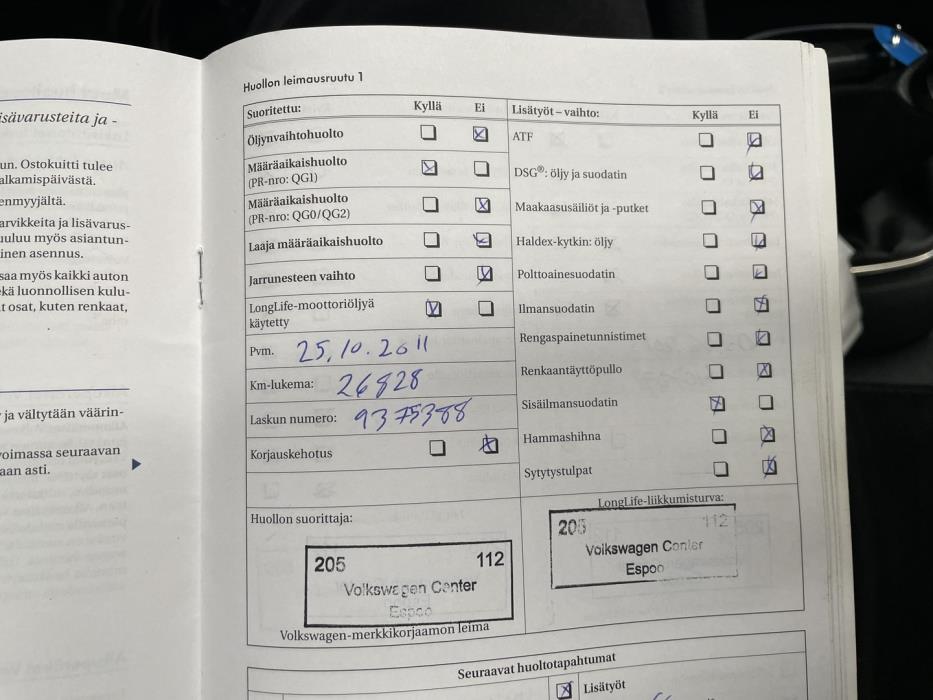 isävarusteita ja -
un. Ostokuitti tulee
alkamispäivästä.
enmyyjältä.
arvikkeita ja lisävarus-
uuluu myös asiantun-
inen asennus.
saa myös kaikki auton
ekä luonnollisen kulu-
t osat, kuten renkaat,
ja vältytään väärin-
voimassa seuraavan
aan asti.
Huollon leimausruutu 1
Suoritettu: Kyllä Ei
Öljynvaihtohuolto
Määräaikaishuolto
(PR-nro: QG1)
Määräaikaishuolto
(PR-nro: QG0/QG2)
Laaja määräaikaishuolto
Jarrunesteen vaihto
LongLife-moottoriöljyä
käytetty
Pvm. 25.10.2011
Km-lukema: 26828
Laskun numero: 9375388
Korjauskehotus
Lisätyöt – vaihto: Kyllä Ei
ATF
DSG®: öljy ja suodatin
Maakaasusäiliöt ja -putket
Haldex-kytkin: öljy
Polttoainesuodatin
Ilmansuodatin
Rengaspainetunnistimet
Renkaantäyttöpullo
Sisäilmansuodatin
Hammashihna
Sytytystulpat
Huollon suorittaja:
205 112
Volkswagen Center
Espoo
Volkswagen-merkkikorjaamon leima
LongLife-liikkumisturva:
205 112
Volkswagen Center
Espoo
Seuraavat huoltotapahtumat
Lisätyöt